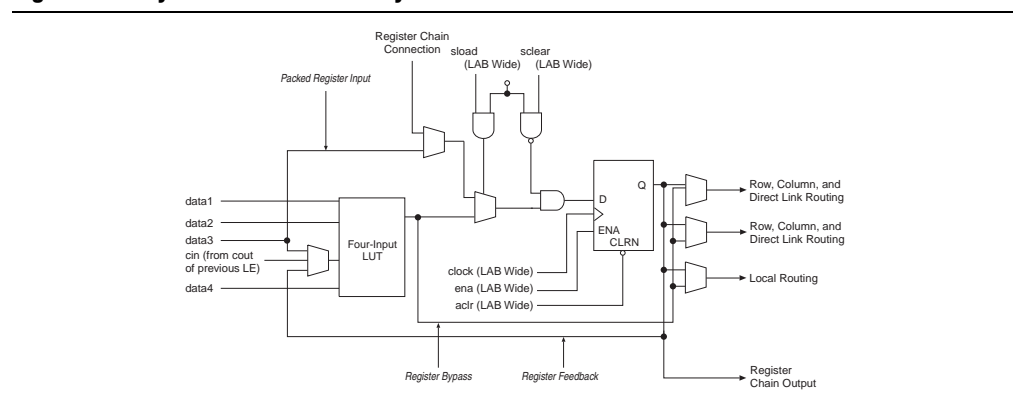 Register Chain
Connection
sload
(LAB Wide)
sclear
(LAB Wide)
Packed Register Input
data1
data2
data3
cin (from cout
of previous LE)
data4
Four-Input
LUT
Q
D
ENA
CLRN
clock (LAB Wide)
ena (LAB Wide)
aclr (LAB Wide)
Row, Column, and
Direct Link Routing
Row, Column, and
Direct Link Routing
Local Routing
Register Bypass
Register Feedback
Register
Chain Output